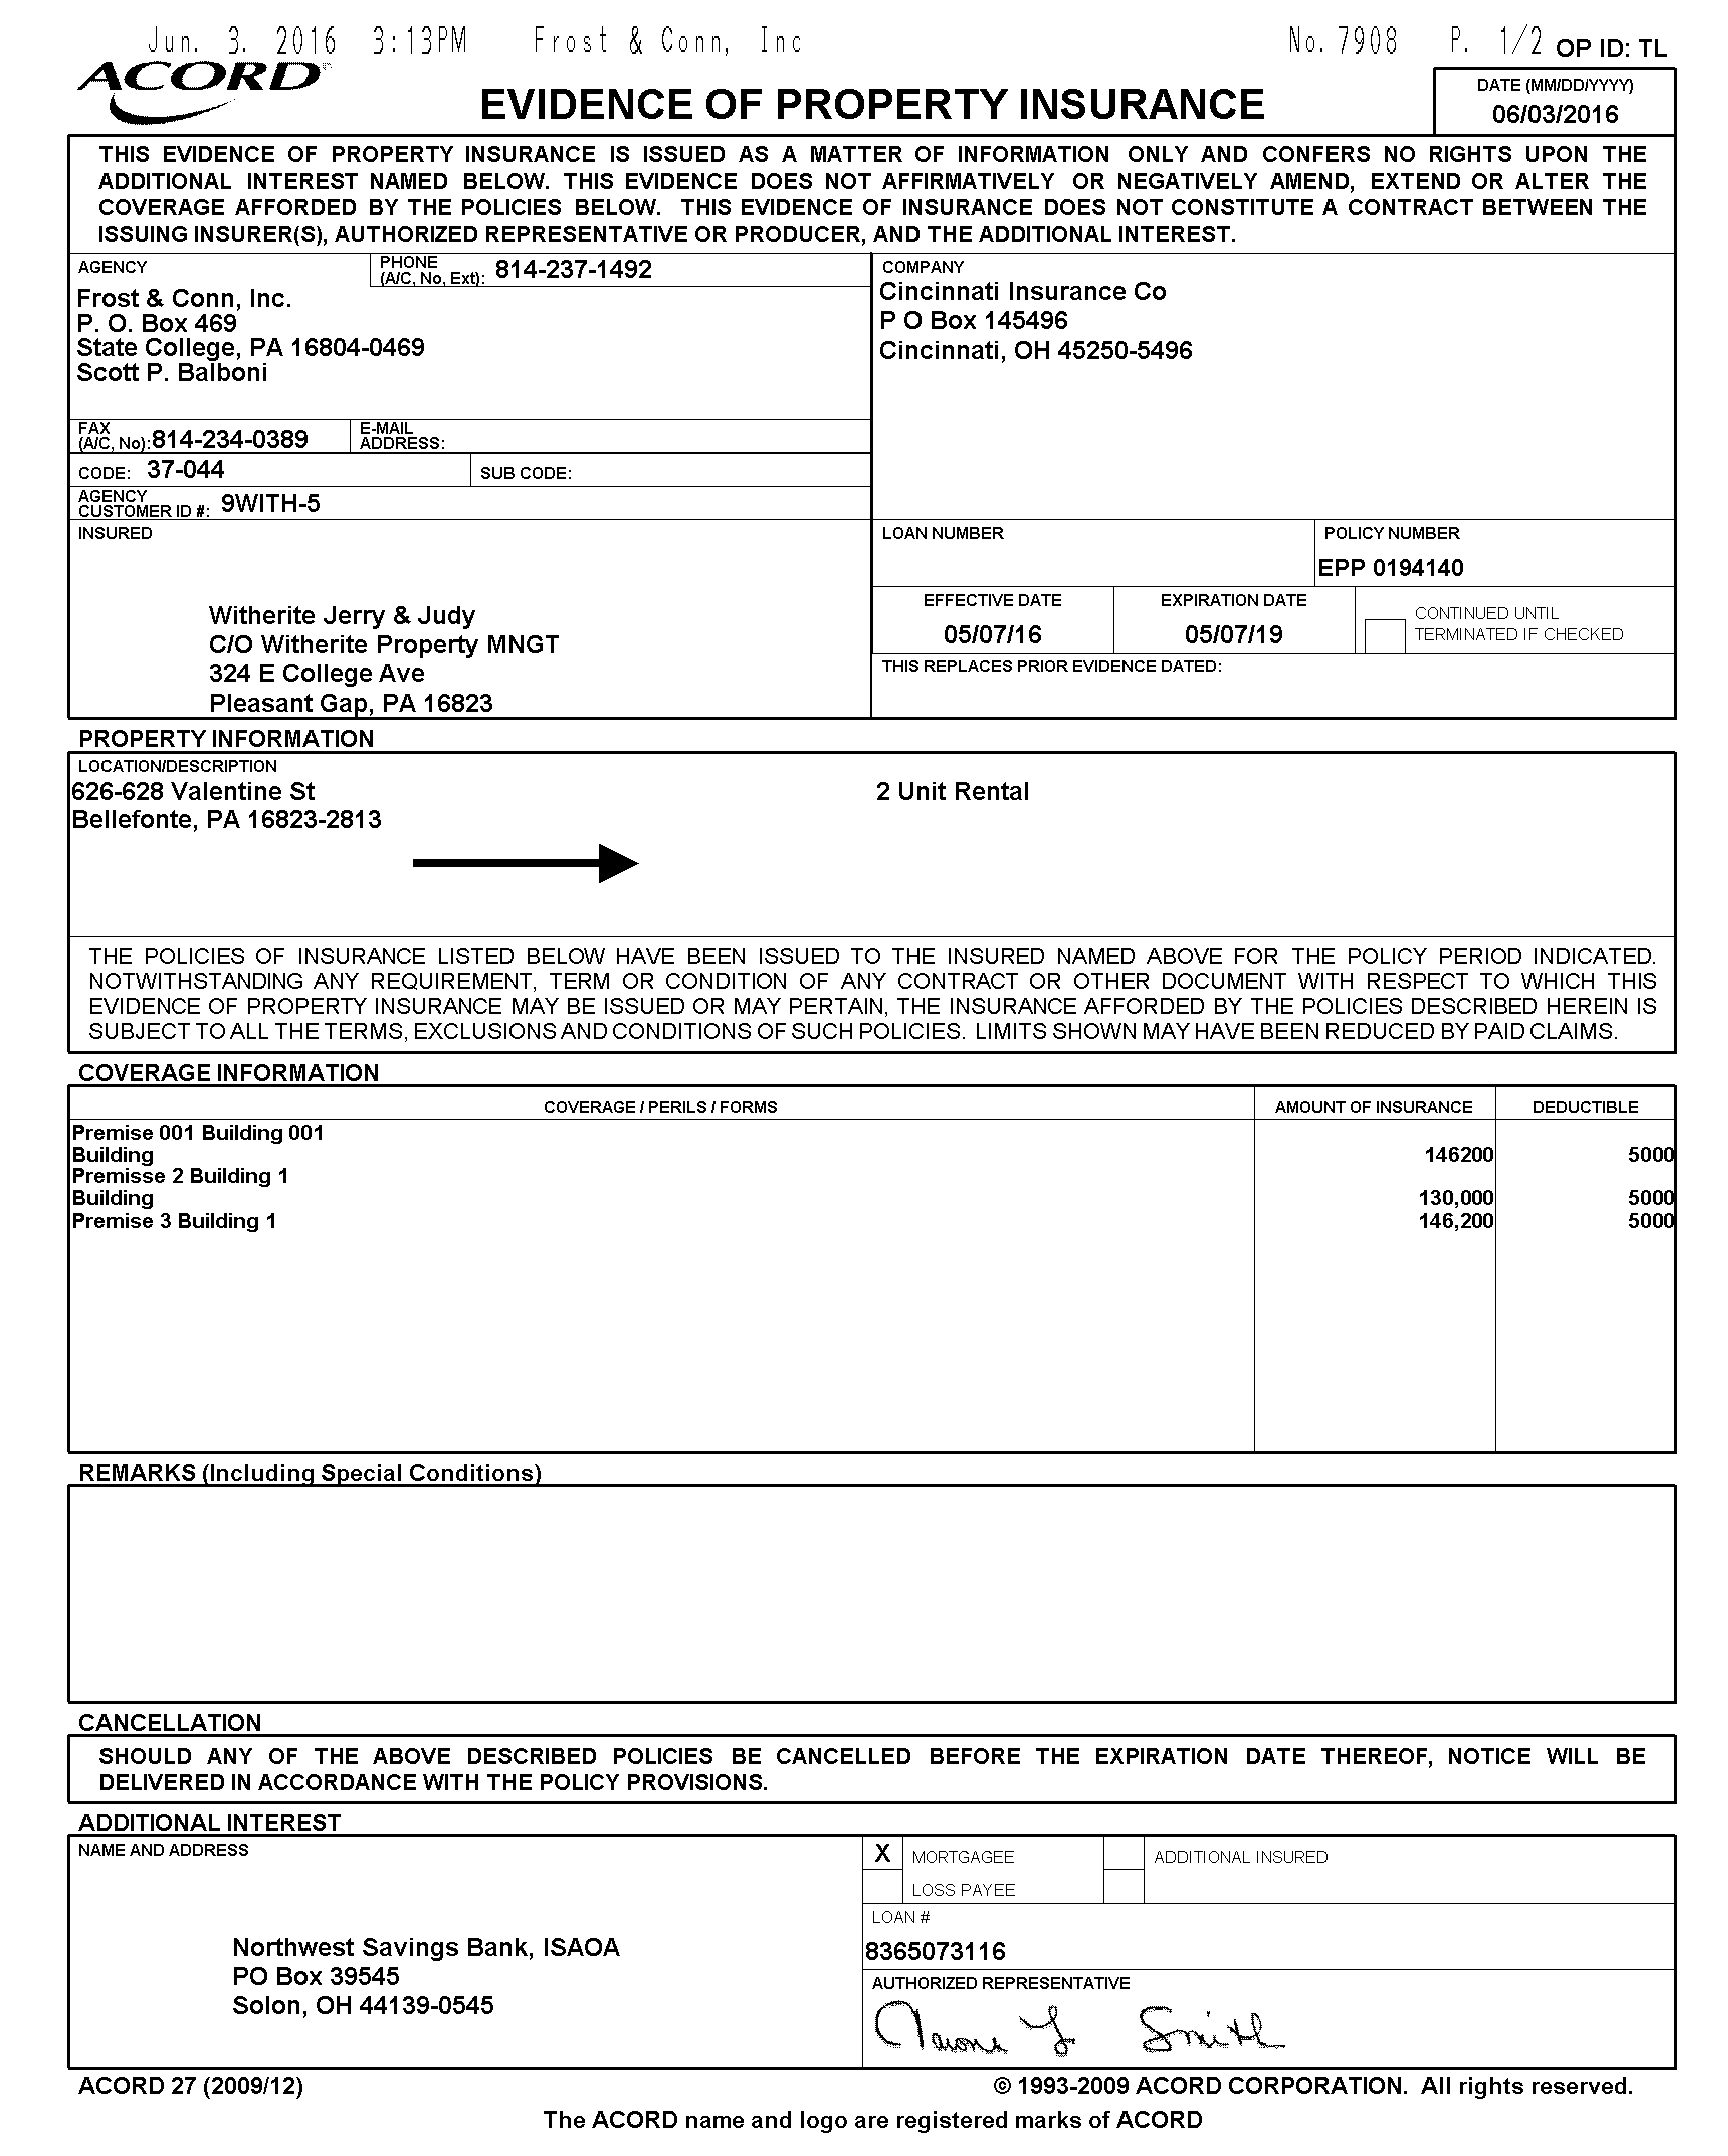 Jun. 3. 2016 3:13PM Frost & Conn, Inc No. 7908 P. 1/2 OP ID: TL
ACORD
EVIDENCE OF PROPERTY INSURANCE
DATE (MM/DD/YYYY)
06/03/2016
THIS EVIDENCE OF PROPERTY INSURANCE IS ISSUED AS A MATTER OF INFORMATION ONLY AND CONFERS NO RIGHTS UPON THE
ADDITIONAL INTEREST NAMED BELOW. THIS EVIDENCE DOES NOT AFFIRMATIVELY OR NEGATIVELY AMEND, EXTEND OR ALTER THE
COVERAGE AFFORDED BY THE POLICIES BELOW. THIS EVIDENCE OF INSURANCE DOES NOT CONSTITUTE A CONTRACT BETWEEN THE
ISSUING INSURER(S), AUTHORIZED REPRESENTATIVE OR PRODUCER, AND THE ADDITIONAL INTEREST.
AGENCY
PHONE
(A/C, No, Ext): 814-237-1492
Frost & Conn, Inc.
P. O. Box 469
State College, PA 16804-0469
Scott P. Balboni
FAX
(A/C, No): 814-234-0389
E-MAIL
ADDRESS:
CODE: 37-044 SUB CODE:
AGENCY
CUSTOMER ID #: 9WITH-5
COMPANY
Cincinnati Insurance Co
P O Box 145496
Cincinnati, OH 45250-5496
INSURED
Witherite Jerry & Judy
C/O Witherite Property MNGT
324 E College Ave
Pleasant Gap, PA 16823
LOAN NUMBER
POLICY NUMBER
EPP 0194140
EFFECTIVE DATE
05/07/16
EXPIRATION DATE
05/07/19
CONTINUED UNTIL
TERMINATED IF CHECKED
THIS REPLACES PRIOR EVIDENCE DATED:
PROPERTY INFORMATION
LOCATION/DESCRIPTION
626-628 Valentine St 2 Unit Rental
Bellefonte, PA 16823-2813
THE POLICIES OF INSURANCE LISTED BELOW HAVE BEEN ISSUED TO THE INSURED NAMED ABOVE FOR THE POLICY PERIOD INDICATED.
NOTWITHSTANDING ANY REQUIREMENT, TERM OR CONDITION OF ANY CONTRACT OR OTHER DOCUMENT WITH RESPECT TO WHICH THIS
EVIDENCE OF PROPERTY INSURANCE MAY BE ISSUED OR MAY PERTAIN, THE INSURANCE AFFORDED BY THE POLICIES DESCRIBED HEREIN IS
SUBJECT TO ALL THE TERMS, EXCLUSIONS AND CONDITIONS OF SUCH POLICIES. LIMITS SHOWN MAY HAVE BEEN REDUCED BY PAID CLAIMS.
COVERAGE INFORMATION
COVERAGE / PERILS / FORMS AMOUNT OF INSURANCE DEDUCTIBLE
Premise 001 Building 001
Building 146200 5000
Premisse 2 Building 1
Building 130,000 5000
Premise 3 Building 1 146,200 5000
REMARKS (Including Special Conditions)
CANCELLATION
SHOULD ANY OF THE ABOVE DESCRIBED POLICIES BE CANCELLED BEFORE THE EXPIRATION DATE THEREOF, NOTICE WILL BE
DELIVERED IN ACCORDANCE WITH THE POLICY PROVISIONS.
ADDITIONAL INTEREST
NAME AND ADDRESS
Northwest Savings Bank, ISAOA
PO Box 39545
Solon, OH 44139-0545
X MORTGAGEE ADDITIONAL INSURED
LOSS PAYEE
LOAN #
8365073116
AUTHORIZED REPRESENTATIVE
L Smith
ACORD 27 (2009/12) © 1993-2009 ACORD CORPORATION. All rights reserved.
The ACORD name and logo are registered marks of ACORD